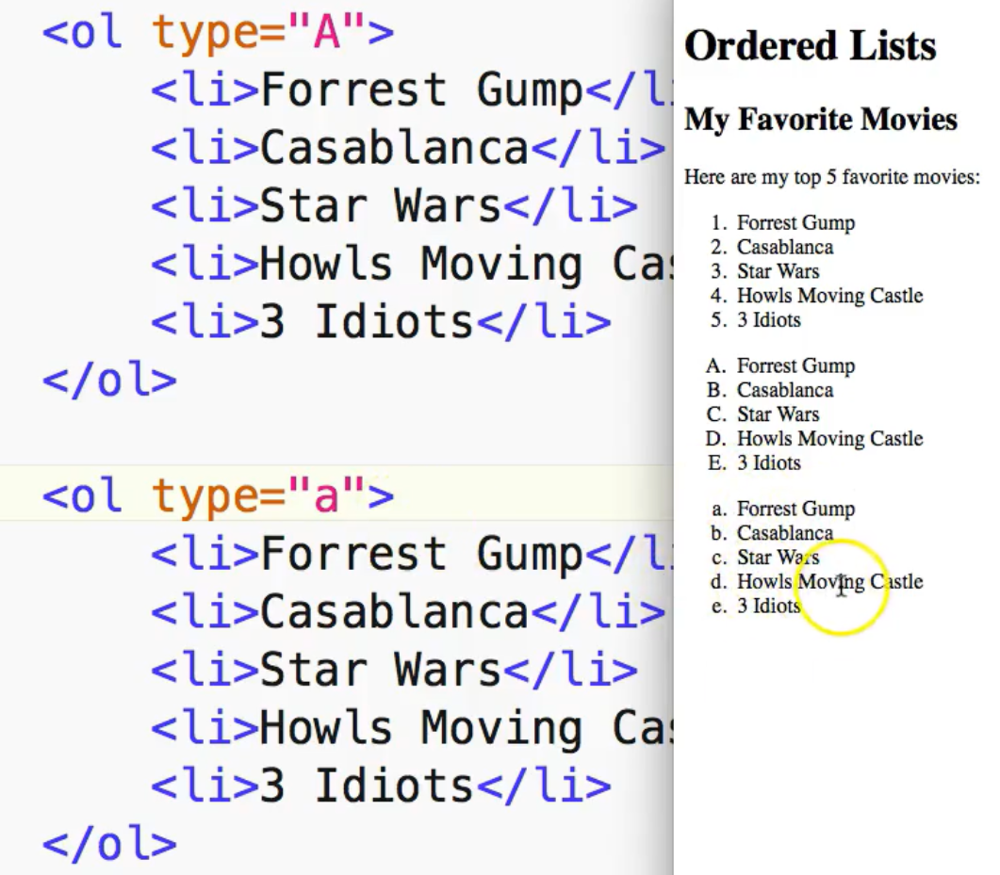 <ol type="A">
<li>Forrest Gump</l
<li>Casablanca</li>
<li>Star Wars</li>
<li>Howls Moving Cas
<li>3 Idiots</li>
</ol>
<ol type="a">
<li>Forrest Gump</l
<li>Casablanca</li>
<li>Star Wars</li>
<li>Howls Moving Cas
<li>3 Idiots</li>
</ol>
Ordered Lists
My Favorite Movies
Here are my top 5 favorite movies:
1. Forrest Gump
2. Casablanca
3. Star Wars
4. Howls Moving Castle
5. 3 Idiots
A. Forrest Gump
B. Casablanca
C. Star Wars
D. Howls Moving Castle
E. 3 Idiots
a. Forrest Gump
b. Casablanca
c. Star Wars
d. Howls Moving Castle
e. 3 Idiots